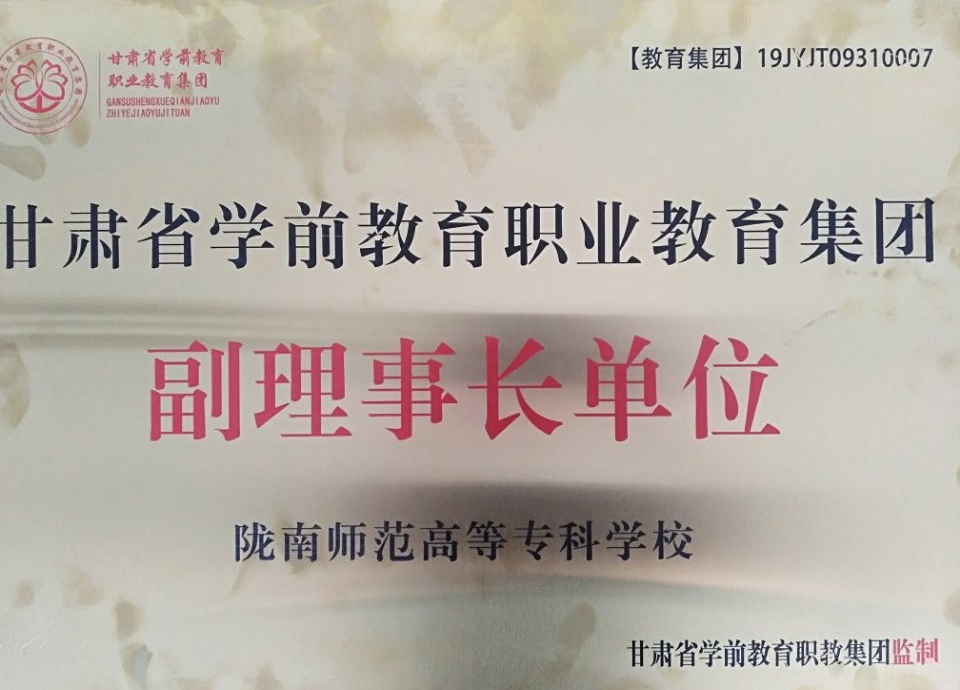 甘肃省学前教育
职业教育集团
GANSUSHENGXUEQIANJIAOYU
ZHIYEJIAOYUJITUAN
【教育集团】19JYJT09310007
甘肃省学前教育职业教育集团
副理事长单位
陇南师范高等专科学校
甘肃省学前教育职教集团监制